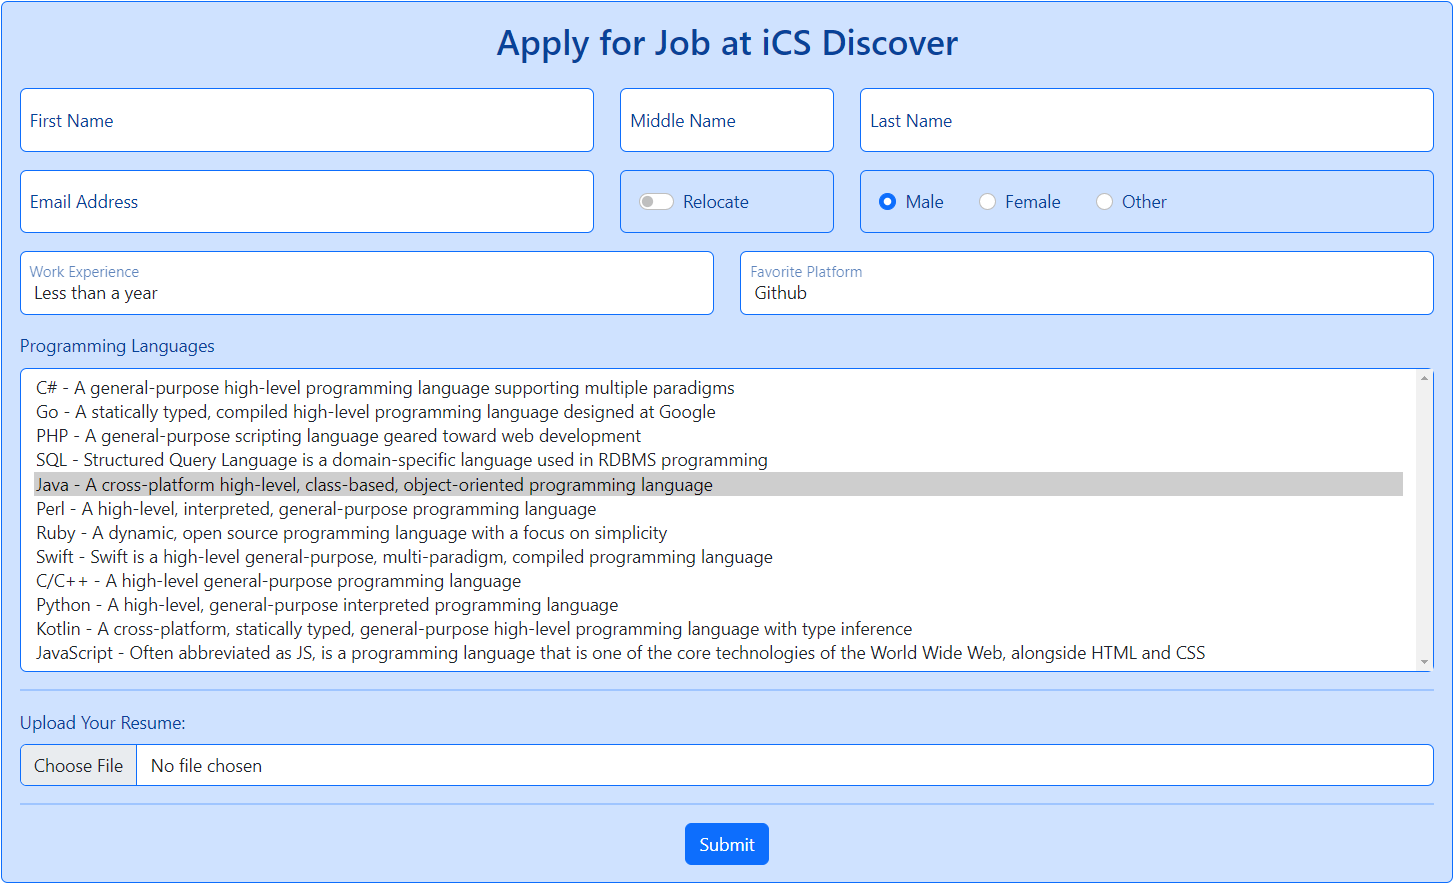 Apply for Job at iCS Discover
First Name
Middle Name
Last Name
Email Address
Relocate
Male
Female
Other
Work Experience
Less than a year
Favorite Platform
Github
Programming Languages
C# - A general-purpose high-level programming language supporting multiple paradigms
Go - A statically typed, compiled high-level programming language designed at Google
PHP - A general-purpose scripting language geared toward web development
SQL - Structured Query Language is a domain-specific language used in RDBMS programming
Java - A cross-platform high-level, class-based, object-oriented programming language
Perl - A high-level, interpreted, general-purpose programming language
Ruby - A dynamic, open source programming language with a focus on simplicity
Swift - Swift is a high-level general-purpose, multi-paradigm, compiled programming language
C/C++ - A high-level general-purpose programming language
Python - A high-level, general-purpose interpreted programming language
Kotlin - A cross-platform, statically typed, general-purpose high-level programming language with type inference
JavaScript - Often abbreviated as JS, is a programming language that is one of the core technologies of the World Wide Web, alongside HTML and CSS
Upload Your Resume:
Choose File
No file chosen
Submit